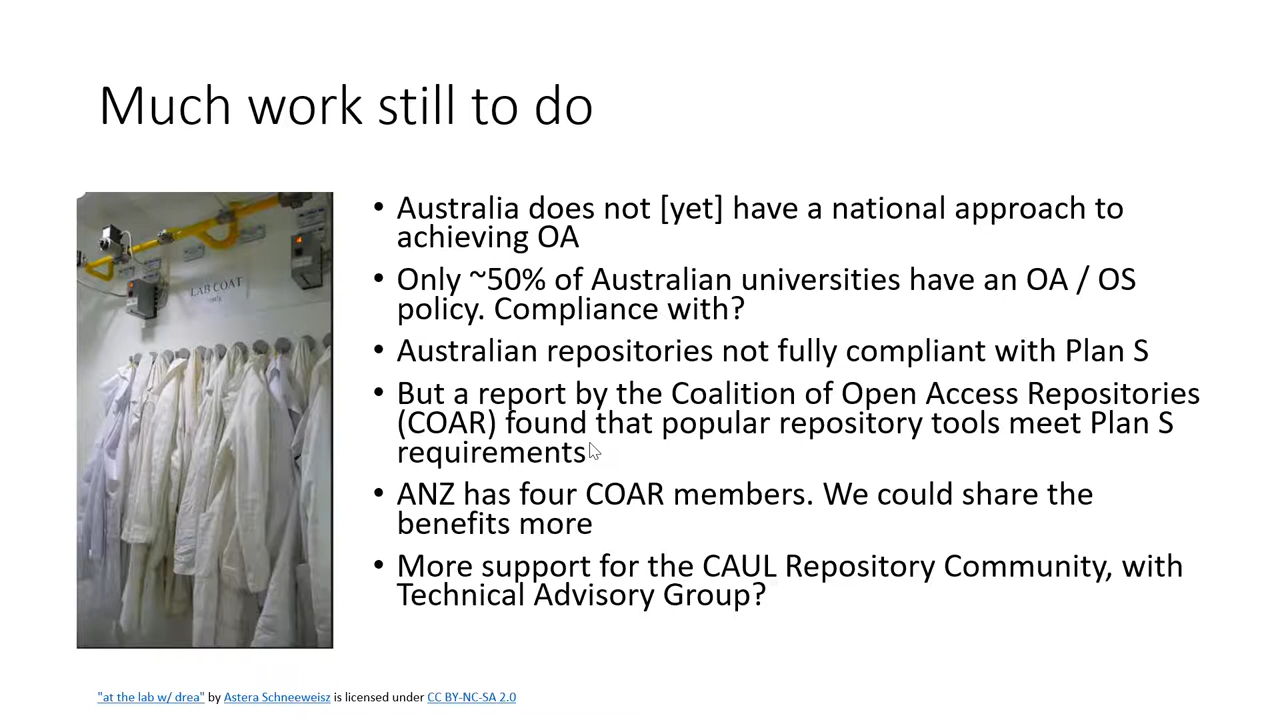 Much work still to do
LAB COAT
• Australia does not [yet] have a national approach to
achieving OA
• Only ~50% of Australian universities have an OA / OS
policy. Compliance with?
• Australian repositories not fully compliant with Plan S
• But a report by the Coalition of Open Access Repositories
(COAR) found that popular repository tools meet Plan S
requirements
• ANZ has four COAR members. We could share the
benefits more
• More support for the CAUL Repository Community, with
Technical Advisory Group?
"at the lab w/ drea" by Astera Schneeweisz is licensed under CC BY-NC-SA 2.0